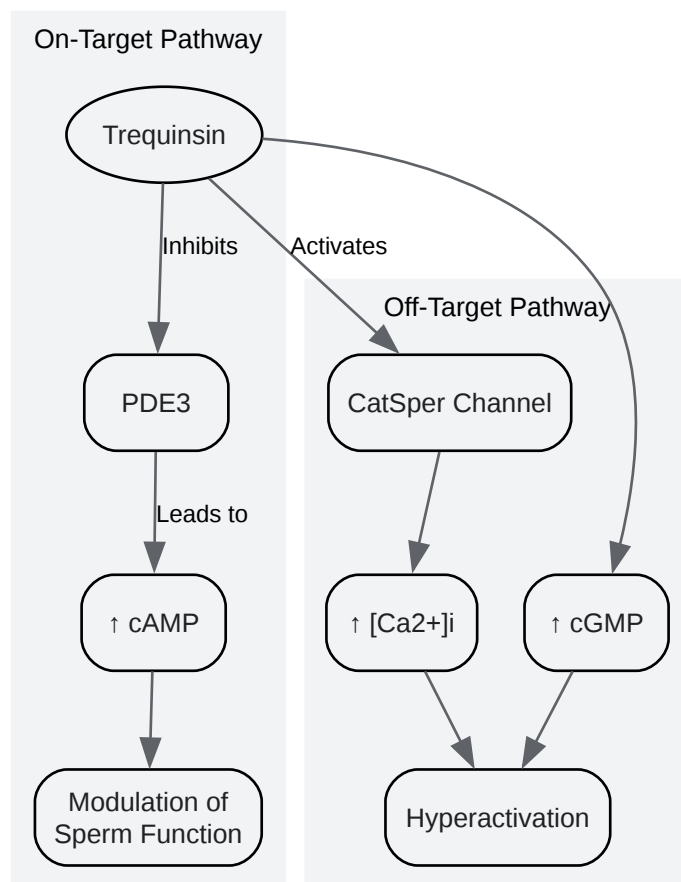 On-Target Pathway
Trequinsin
Inhibits
Activates
Off-Target Pathway
PDE3
CatSper Channel
Leads to
↑ cAMP
↑ [Ca2+]i
↑ cGMP
Modulation of
Sperm Function
Hyperactivation